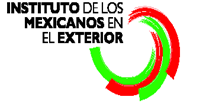 INSTITUTO DE LOS
MEXICANOS EN
EL EXTERIOR